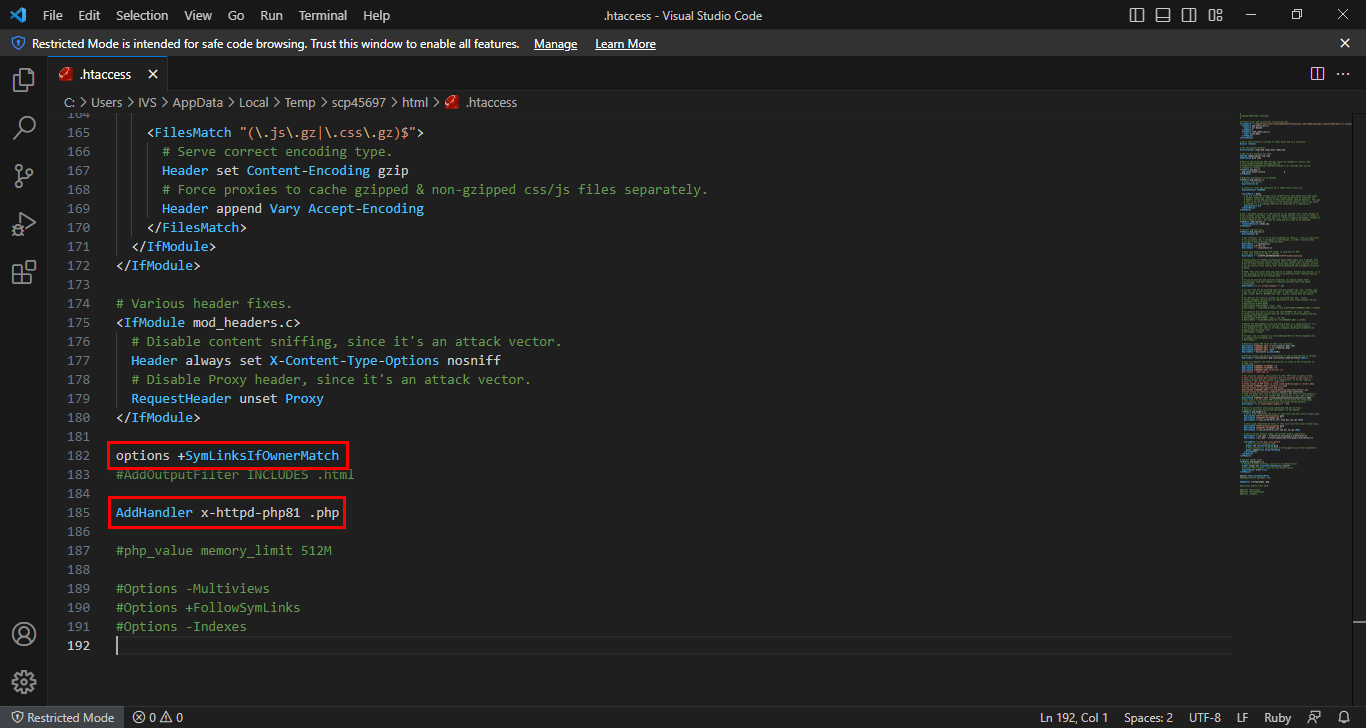 File Edit Selection View Go Run Terminal Help .htaccess - Visual Studio Code
Restricted Mode is intended for safe code browsing. Trust this window to enable all features. Manage Learn More
.htaccess
C: > Users > IVS > AppData > Local > Temp > scp45697 > html > .htaccess
164
165 <FilesMatch "(\.js\.gz|\.css\.gz)$">
166 # Serve correct encoding type.
167 Header set Content-Encoding gzip
168 # Force proxies to cache gzipped & non-gzipped css/js files separately.
169 Header append Vary Accept-Encoding
170 </FilesMatch>
171 </IfModule>
172 </IfModule>
173
174 # Various header fixes.
175 <IfModule mod_headers.c>
176 # Disable content sniffing, since it's an attack vector.
177 Header always set X-Content-Type-Options nosniff
178 # Disable Proxy header, since it's an attack vector.
179 RequestHeader unset Proxy
180 </IfModule>
181
182 options +SymLinksIfOwnerMatch
183 #AddOutputFilter INCLUDES .html
184
185 AddHandler x-httpd-php81 .php
186
187 #php_value memory_limit 512M
188
189 #Options -Multiviews
190 #Options +FollowSymLinks
191 #Options -Indexes
192
Restricted Mode 0 0 Ln 192, Col 1 Spaces: 2 UTF-8 LF Ruby